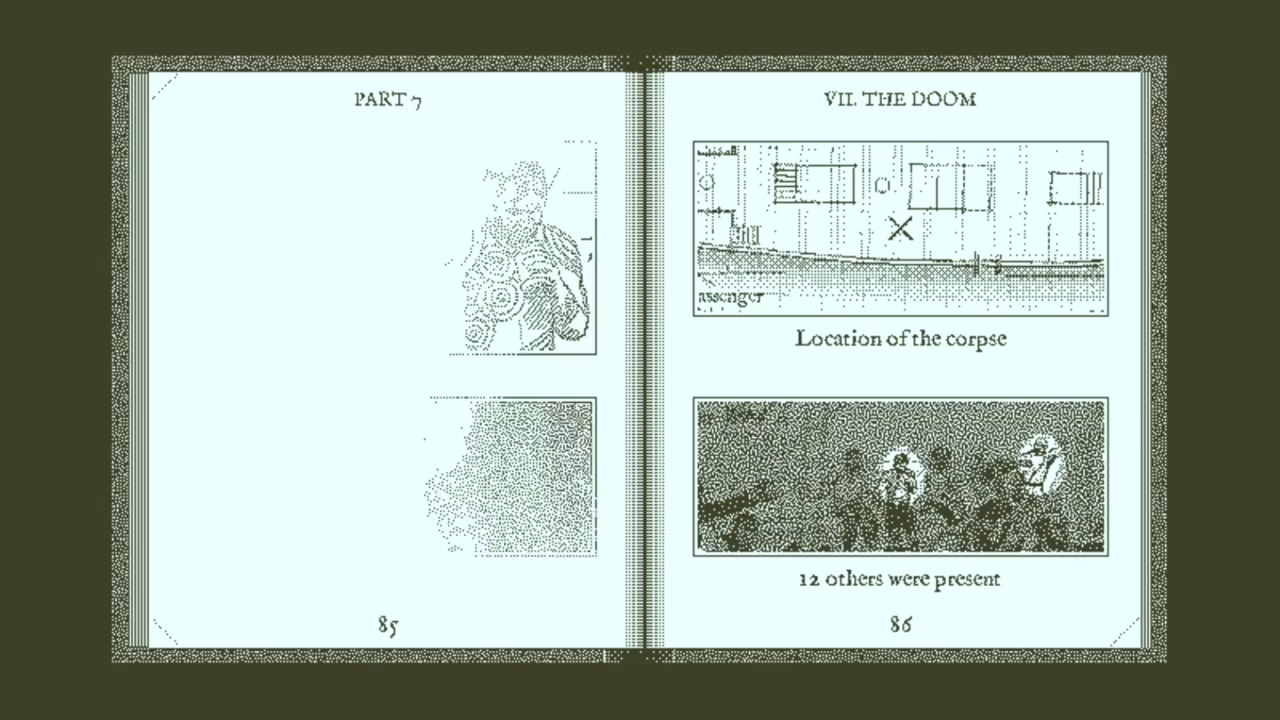 PART 7
85
VII. THE DOOM
assenger
Location of the corpse
12 others were present
86